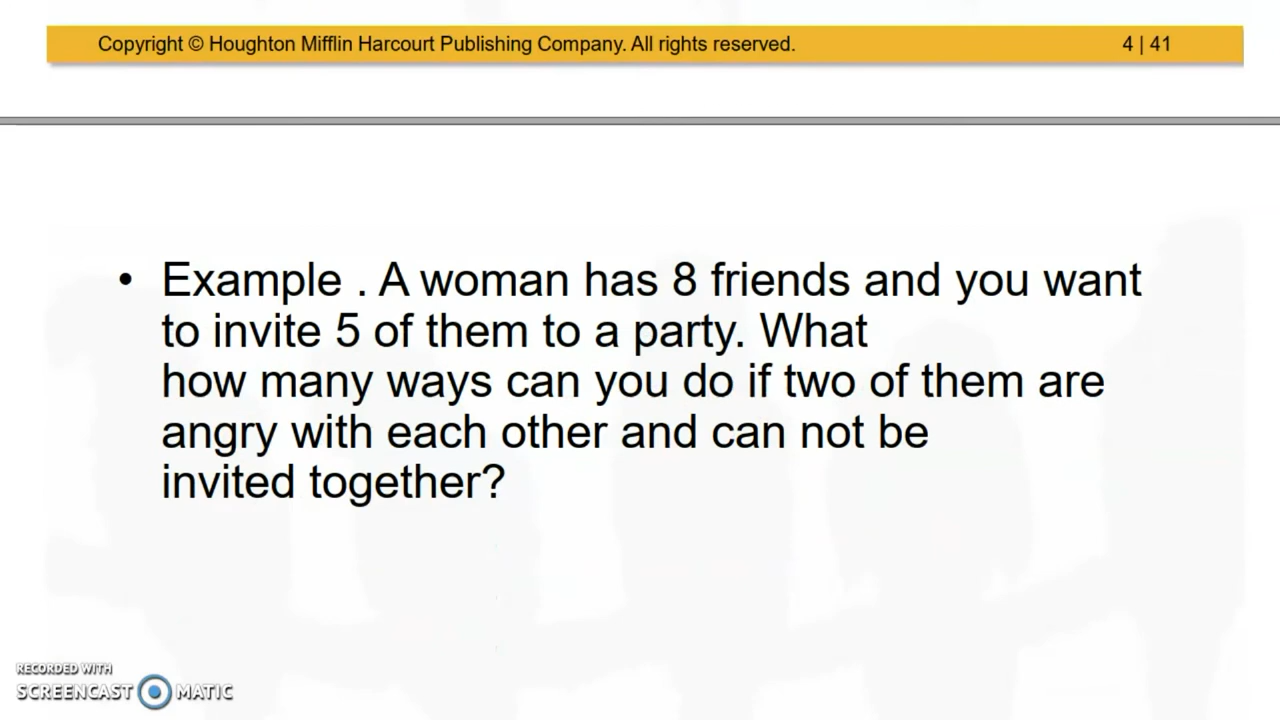 Copyright © Houghton Mifflin Harcourt Publishing Company. All rights reserved. 4 | 41
• Example . A woman has 8 friends and you want
to invite 5 of them to a party. What
how many ways can you do if two of them are
angry with each other and can not be
invited together?
RECORDED WITH
SCREENCAST MATIC